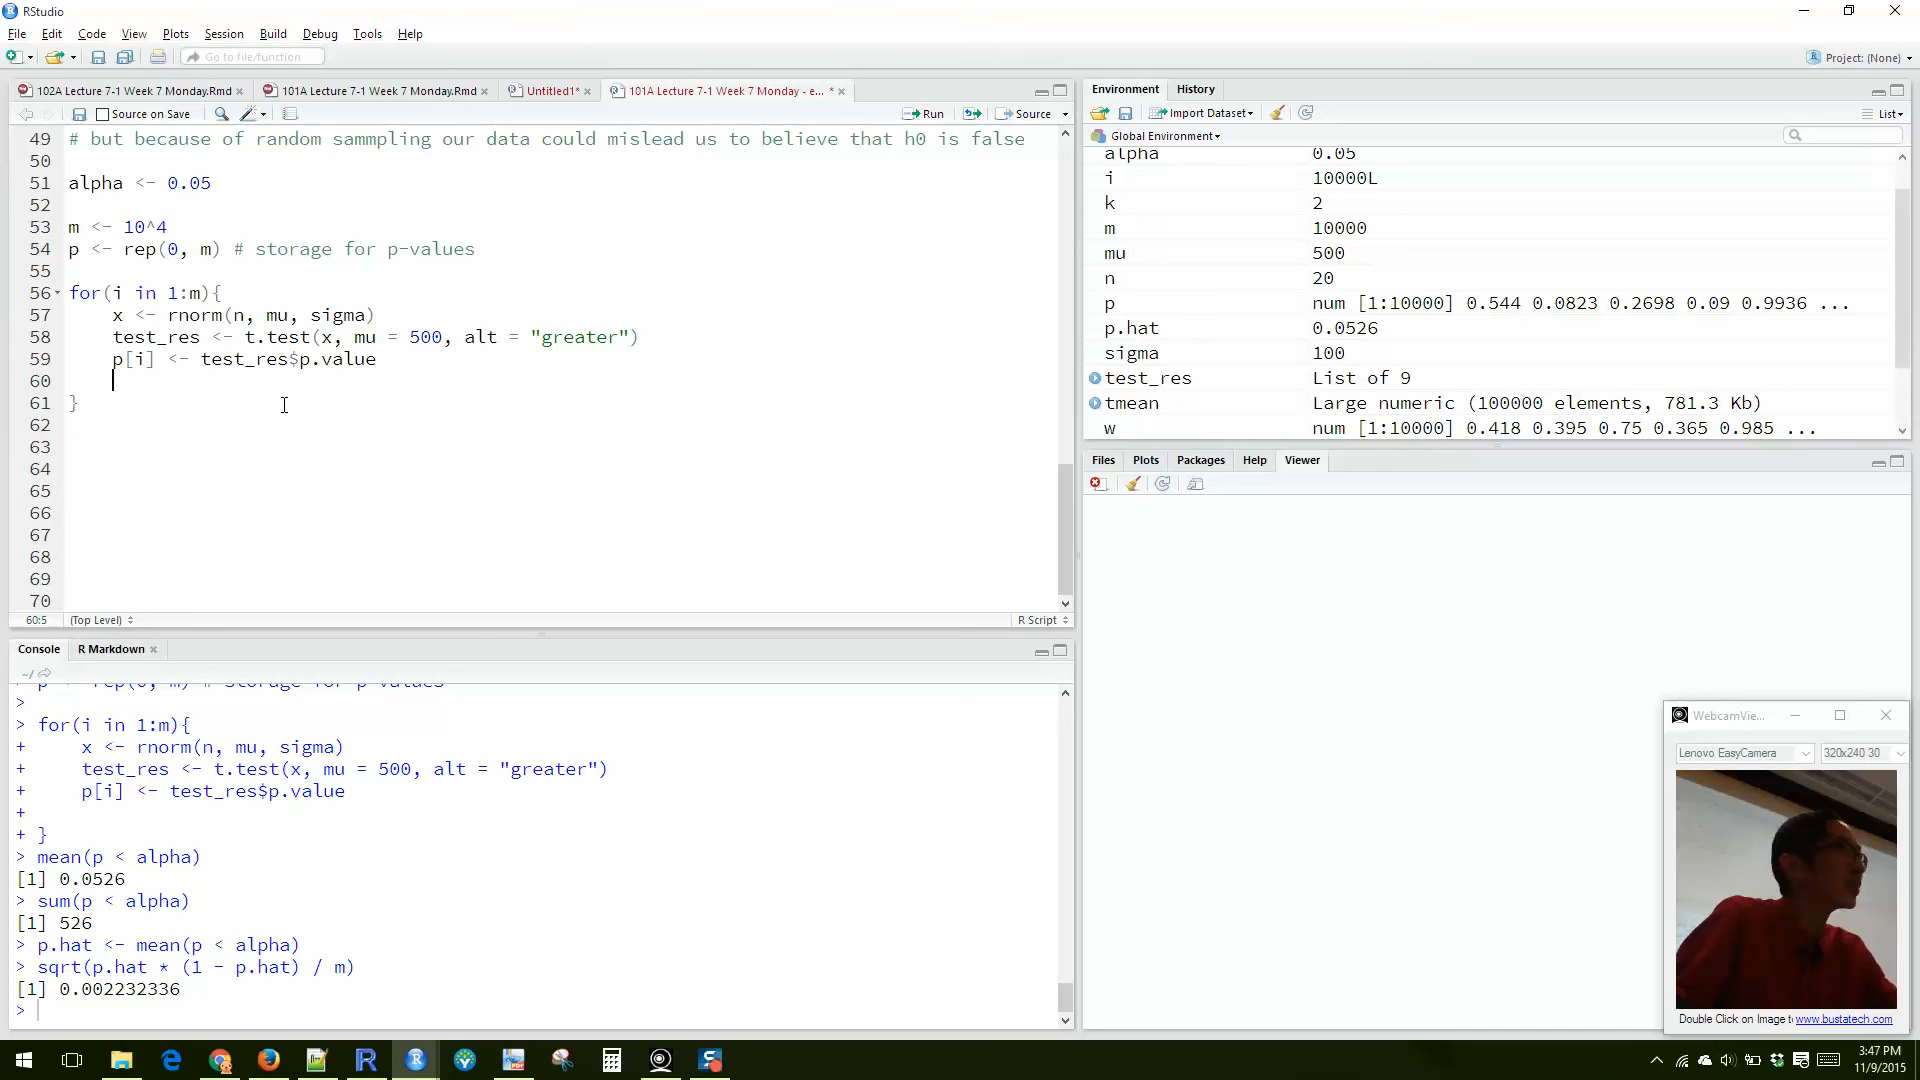 RStudio
File Edit Code View Plots Session Build Debug Tools Help
Go to file/function
Project: (None)
102A Lecture 7-1 Week 7 Monday.Rmd
101A Lecture 7-1 Week 7 Monday.Rmd
Untitled1*
101A Lecture 7-1 Week 7 Monday - e... *
Source on Save
Run
Source
49 # but because of random sammpling our data could mislead us to believe that h0 is false
50
51 alpha <- 0.05
52
53 m <- 10^4
54 p <- rep(0, m) # storage for p-values
55
56 for(i in 1:m){
57 x <- rnorm(n, mu, sigma)
58 test_res <- t.test(x, mu = 500, alt = "greater")
59 p[i] <- test_res$p.value
60
61 }
62
63
64
65
66
67
68
69
70
60:5 (Top Level) R Script
Console R Markdown
~/
>
> for(i in 1:m){
+ x <- rnorm(n, mu, sigma)
+ test_res <- t.test(x, mu = 500, alt = "greater")
+ p[i] <- test_res$p.value
+
+ }
> mean(p < alpha)
[1] 0.0526
> sum(p < alpha)
[1] 526
> p.hat <- mean(p < alpha)
> sqrt(p.hat * (1 - p.hat) / m)
[1] 0.002232336
>
Environment History
Import Dataset
List
Global Environment
alpha 0.05
i 10000L
k 2
m 10000
mu 500
n 20
p num [1:10000] 0.544 0.0823 0.2698 0.09 0.9936 ...
p.hat 0.0526
sigma 100
test_res List of 9
tmean Large numeric (100000 elements, 781.3 Kb)
w num [1:10000] 0.418 0.395 0.75 0.365 0.985 ...
Files Plots Packages Help Viewer
WebcamVie...
Lenovo EasyCamera 320x240 30
Double Click on Image t www.bustatech.com
3:47 PM
11/9/2015